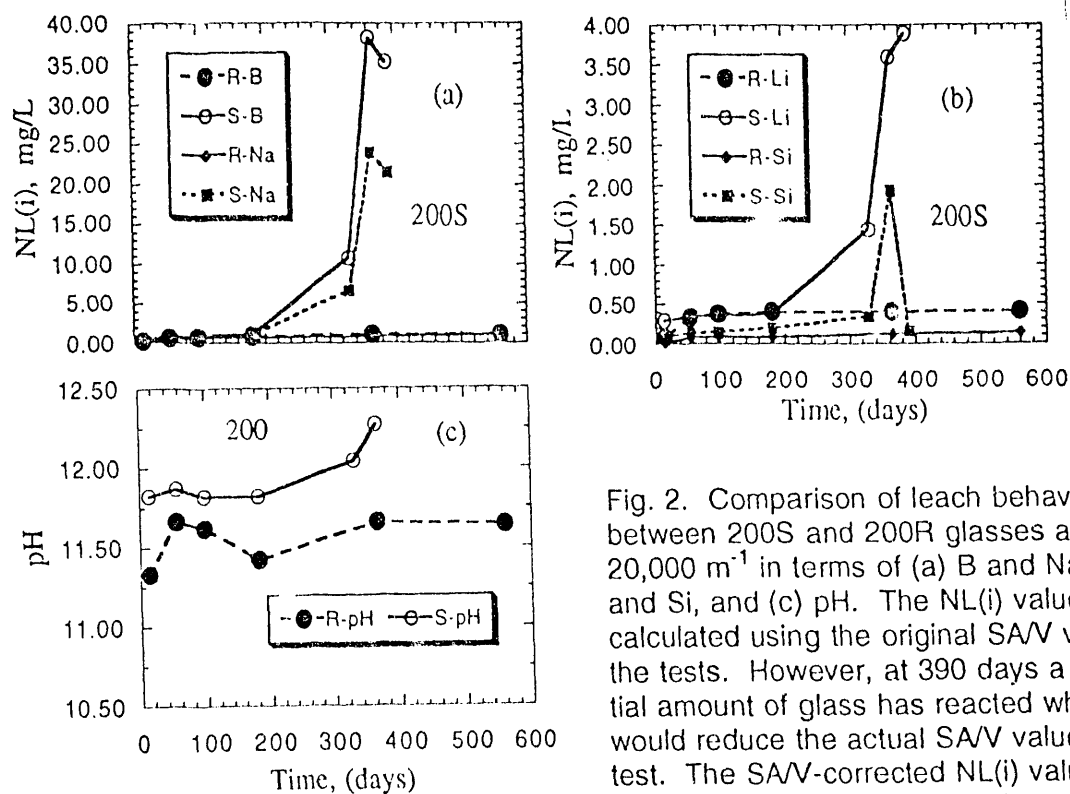 40.00
35.00
30.00
25.00
20.00
15.00
10.00
5.00
0.00
NL(i), mg/L
R-B
S-B
R-Na
S-Na
(a)
200S
4.00
3.50
3.00
2.50
2.00
1.50
1.00
0.50
0.00
NL(i), mg/L
R-Li
S-Li
R-Si
S-Si
(b)
200S
0 100 200 300 400 500 600
Time, (days)
12.50
12.00
11.50
11.00
10.50
pH
200
(c)
R-pH S-pH
0 100 200 300 400 500 600
Time, (days)
Fig. 2. Comparison of leach behav
between 200S and 200R glasses a
20,000 m⁻¹ in terms of (a) B and Na
and Si, and (c) pH. The NL(i) value
calculated using the original SA/V v
the tests. However, at 390 days a
tial amount of glass has reacted wh
would reduce the actual SA/V value
test. The SA/V-corrected NL(i) valu